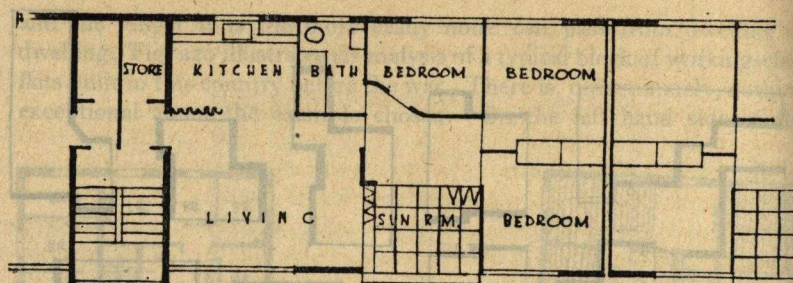 STORE
KITCHEN
BATH
BEDROOM
BEDROOM
LIVING
SUN RM.
BEDROOM